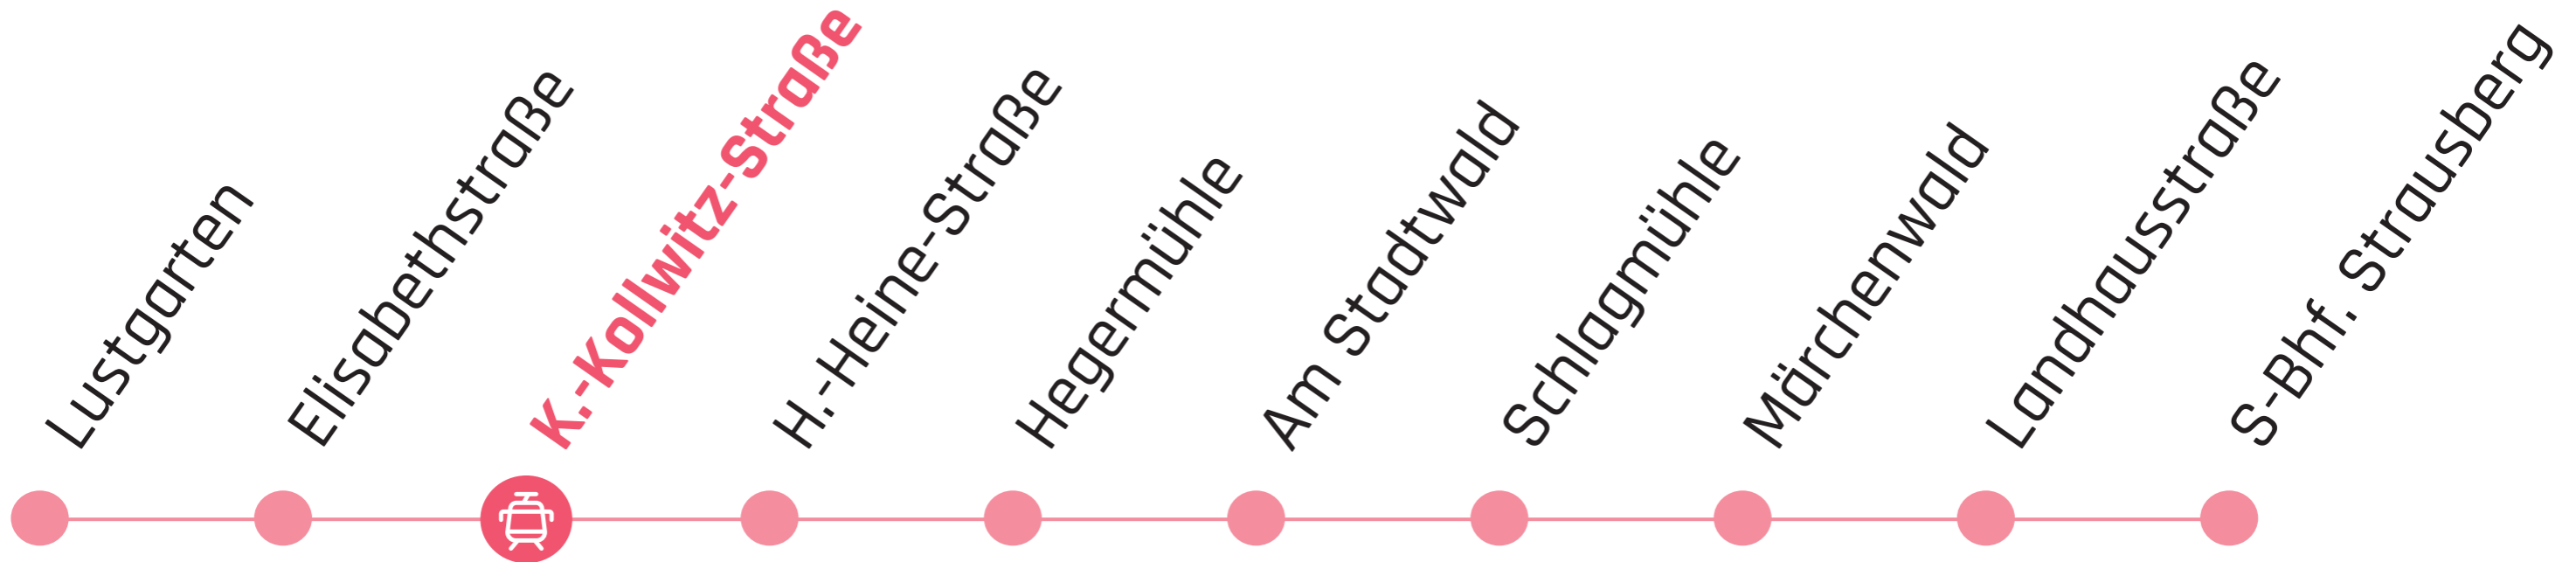 Lustgarten
Elisabethstraße
K.-Kollwitz-Straße
H.-Heine-Straße
Hegermühle
Am Stadtwald
Schlagmühle
Märchenwald
Landhausstraße
S-Bhf. Strausberg